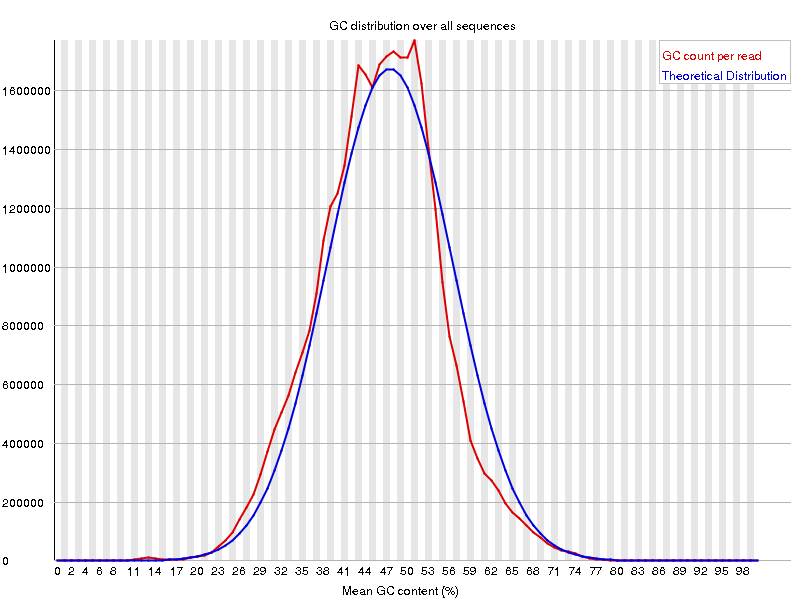 GC distribution over all sequences
GC count per read
Theoretical Distribution
1600000
1400000
1200000
1000000
800000
600000
400000
200000
0
0 2 4 6 8 11 14 17 20 23 26 29 32 35 38 41 44 47 50 53 56 59 62 65 68 71 74 77 80 83 86 89 92 95 98
Mean GC content (%)